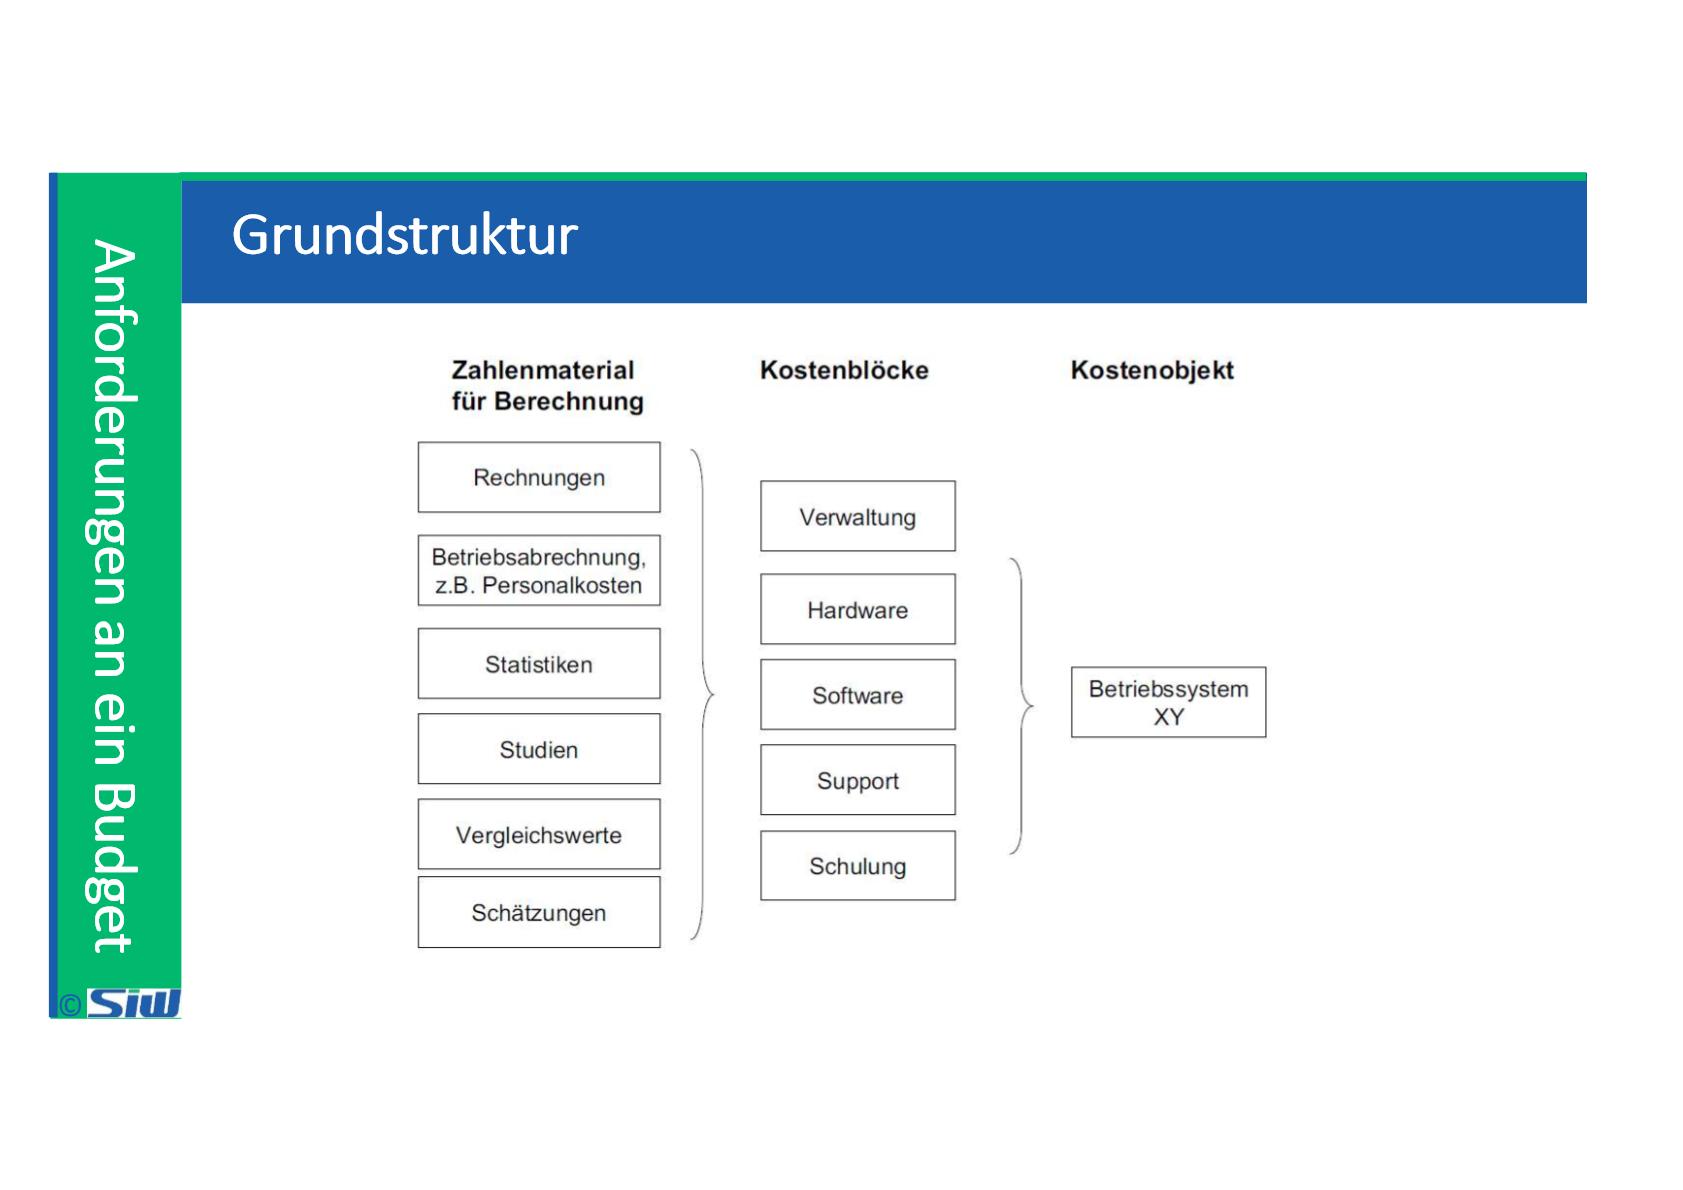 Grundstruktur
Anforderungen an ein Budget
Zahlenmaterial
für Berechnung
Rechnungen
Betriebsabrechnung,
z.B. Personalkosten
Statistiken
Studien
Vergleichswerte
Schätzungen
Kostenblöcke
Verwaltung
Hardware
Software
Support
Schulung
Kostenobjekt
Betriebssystem
XY
© SiW